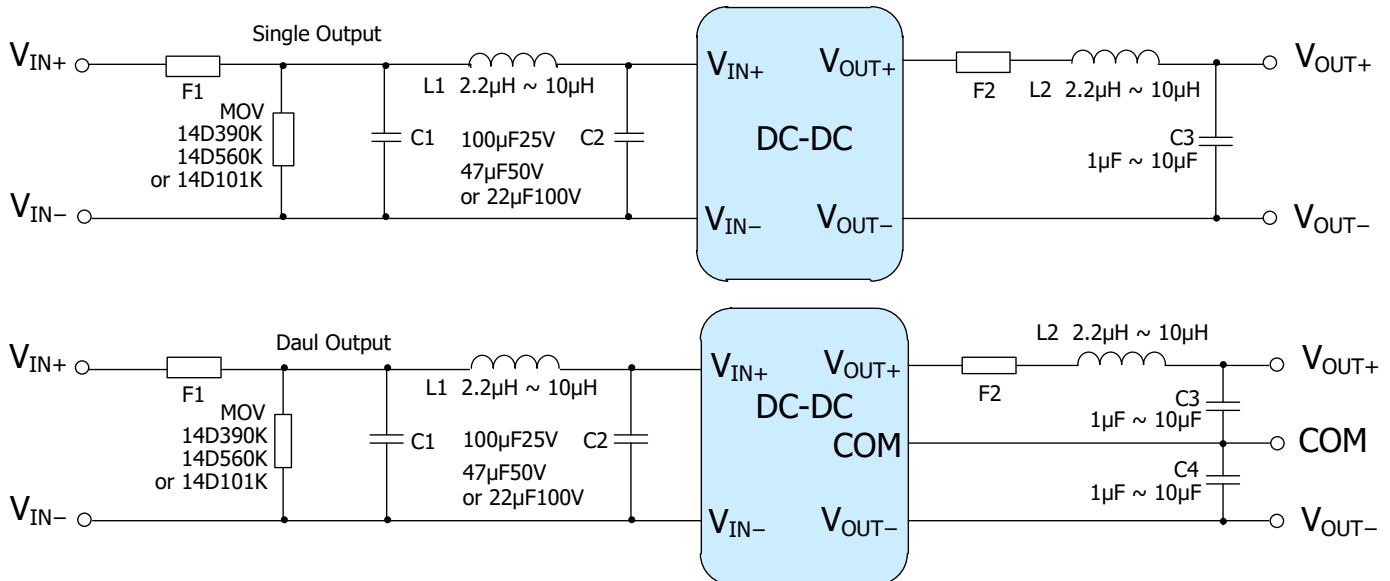 Single Output
VIN+
F1
MOV
14D390K
14D560K
or 14D101K
C1
L1 2.2µH ~ 10µH
100µF25V
47µF50V
or 22µF100V
C2
VIN−
VIN+
VOUT+
DC-DC
VIN−
VOUT−
F2
L2 2.2µH ~ 10µH
C3
1µF ~ 10µF
VOUT+
VOUT−
Daul Output
VIN+
F1
MOV
14D390K
14D560K
or 14D101K
C1
L1 2.2µH ~ 10µH
100µF25V
47µF50V
or 22µF100V
C2
VIN−
VIN+
VOUT+
DC-DC
COM
VIN−
VOUT−
L2 2.2µH ~ 10µH
F2
C3
1µF ~ 10µF
C4
1µF ~ 10µF
VOUT+
COM
VOUT−